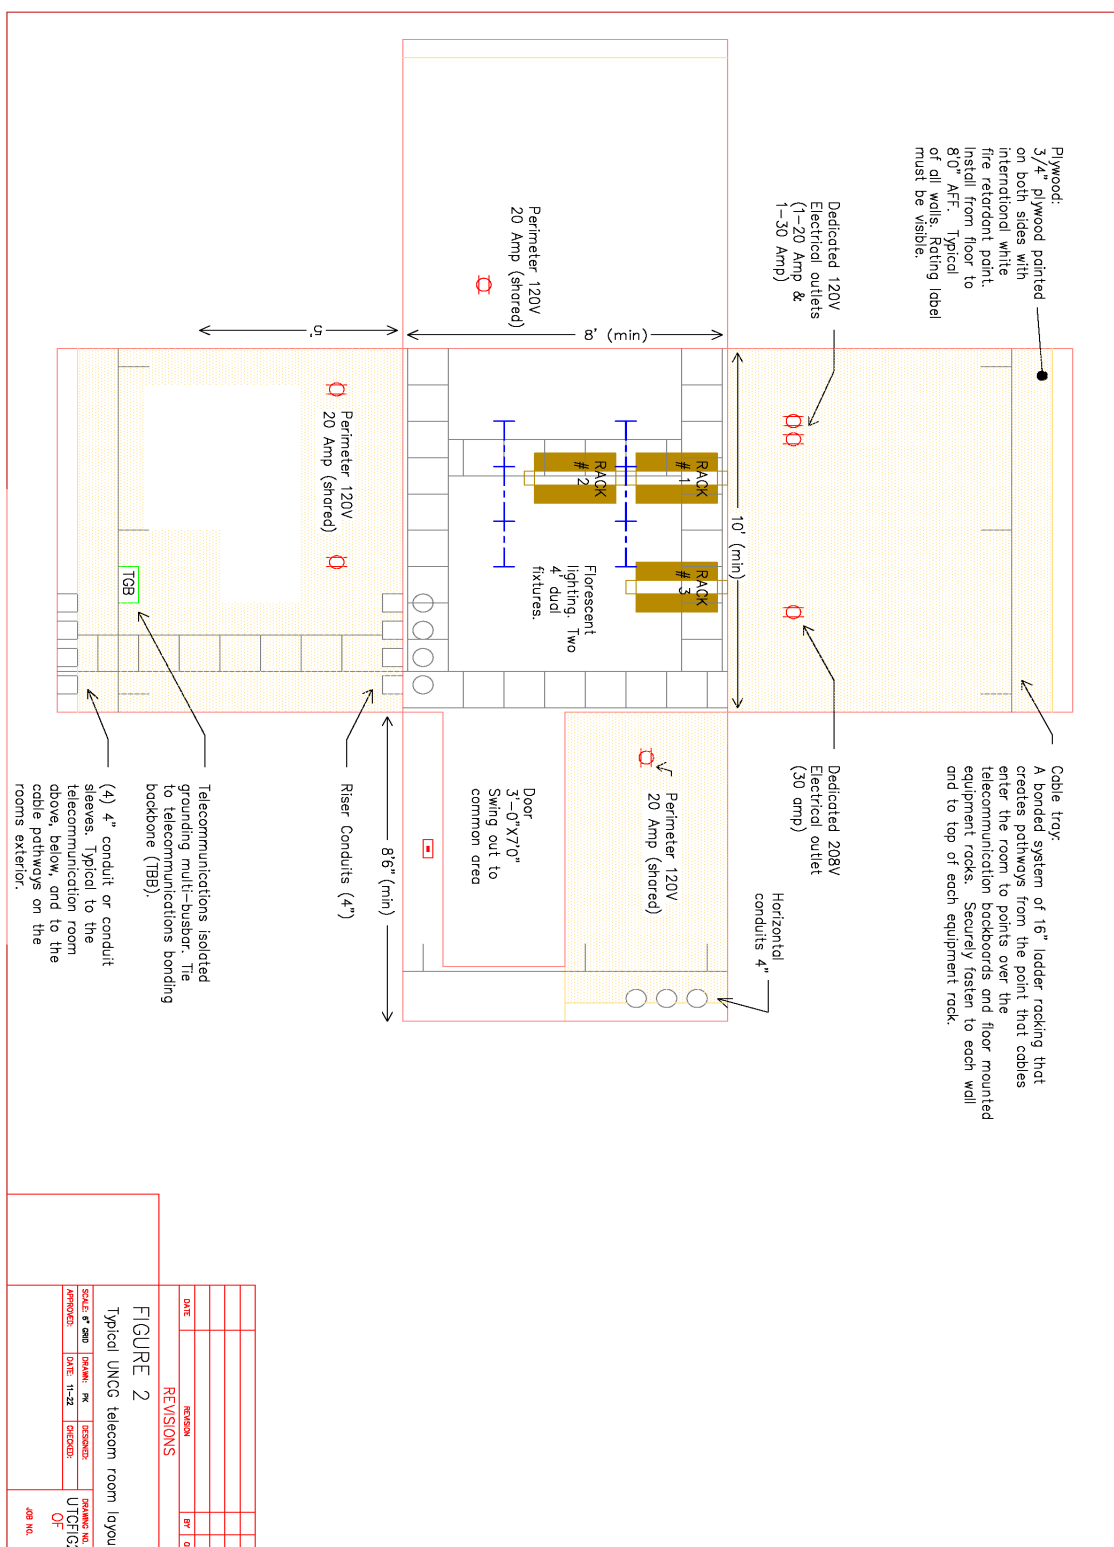 Plywood:
3/4" plywood painted
on both sides with
international white
fire retardant paint.
Install from floor to
8'0" AFF. Typical
of all walls. Rating label
must be visible.
Dedicated 120V
Electrical outlets
(1-20 Amp &
1-30 Amp)
Perimeter 120V
20 Amp (shared)
Cable tray:
A bonded system of 16" ladder racking that
creates pathways from the point that cables
enter the room to points over the
telecommunication backboards and floor mounted
equipment racks. Securely fasten to each wall
and to top of each equipment rack.
Dedicated 208V
Electrical outlet
(30 amp)
10' (min)
8' (min)
5'
RACK
# 1
RACK
# 2
RACK
# 3
Florescent
lighting. Two
4' dual
fixtures.
Perimeter 120V
20 Amp (shared)
TGB
Horizontal
conduits 4"
Perimeter 120V
20 Amp (shared)
Door
3'-0"X7'0"
Swing out to
common area
8'6" (min)
Riser Conduits (4")
Telecommunications isolated
grounding multi-busbar. Tie
to telecommunications bonding
backbone (TBB).
(4) 4" conduit or conduit
sleeves. Typical to the
telecommunication room
above, below, and to the
cable pathways on the
rooms exterior.
DATE REVISION BY
REVISIONS
FIGURE 2
Typical UNCG telecom room layou
SCALE: 6" GRID DRAWN: PK DESIGNED:
APPROVED: DATE: 11-22 CHECKED:
DRAWING NO.
UTCFIG
OF
JOB NO.